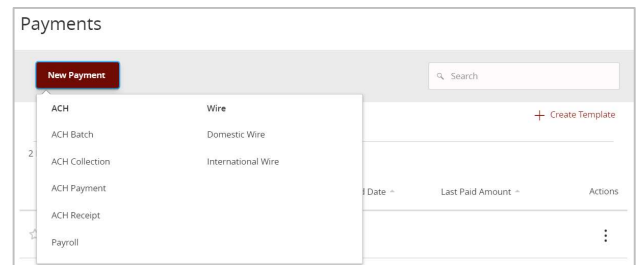 Payments
New Payment
Search
ACH Wire
+ Create Template
ACH Batch Domestic Wire
2
ACH Collection International Wire
ACH Payment
Date Last Paid Amount Actions
ACH Receipt
Payroll